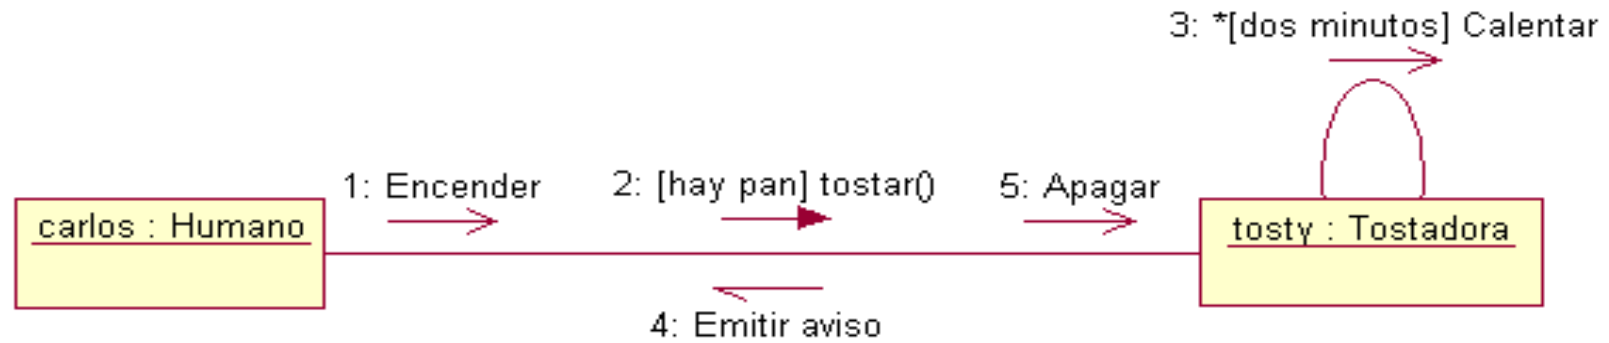 3: *[dos minutos] Calentar
1: Encender
2: [hay pan] tostar()
5: Apagar
carlos : Humano
tosty : Tostadora
4: Emitir aviso